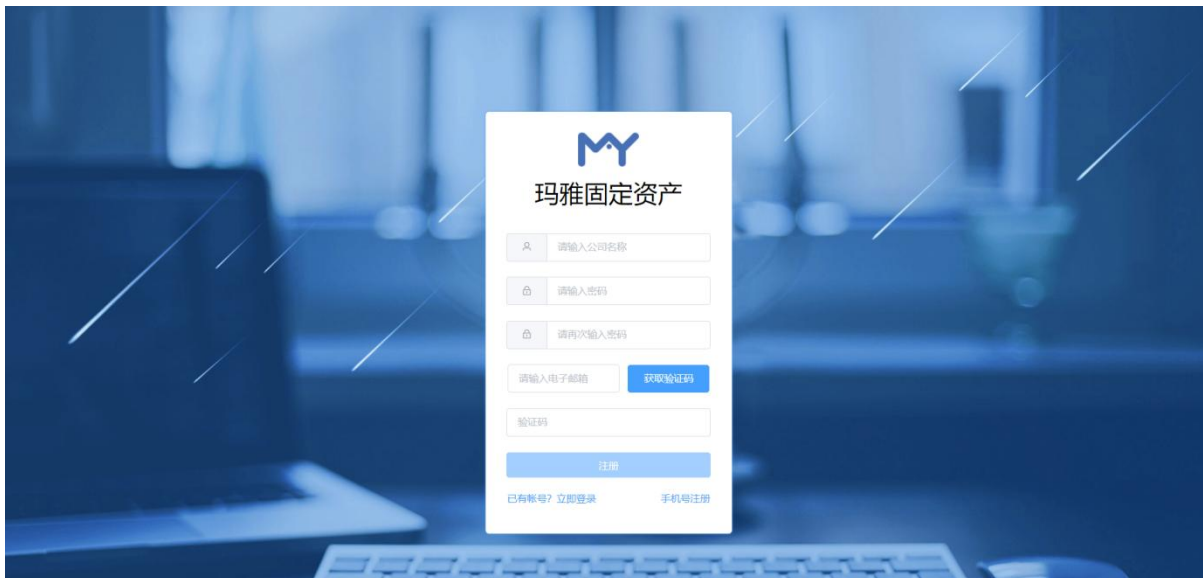 MY
玛雅固定资产
请输入公司名称
请输入密码
请再次输入密码
请输入电子邮箱 获取验证码
验证码
注册
已有帐号？立即登录 手机号注册